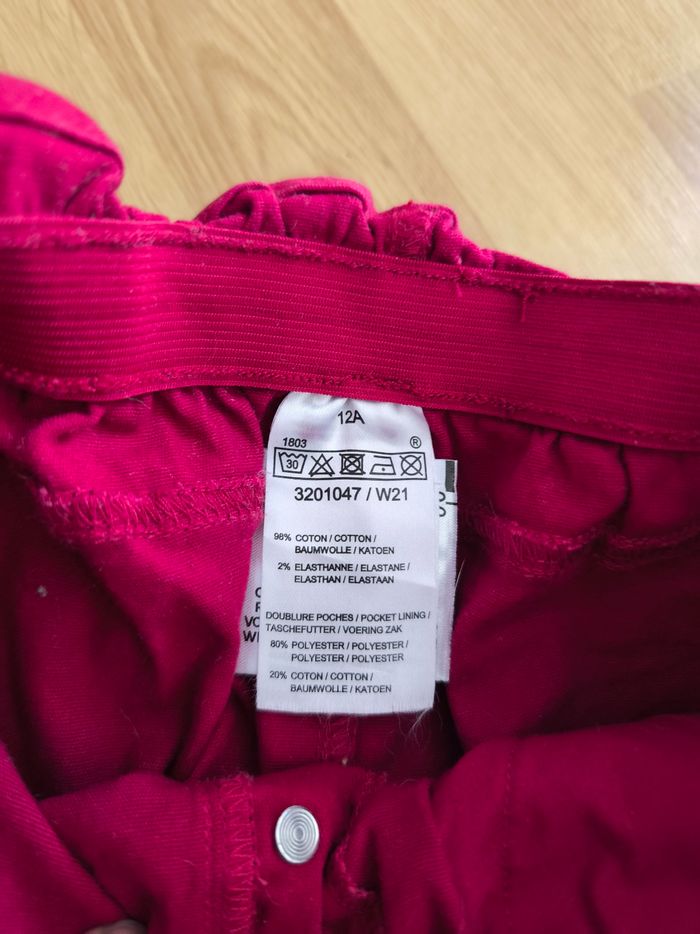 12A
1803 ®
30
3201047 / W21
98% COTON / COTTON /
BAUMWOLLE / KATOEN
2% ELASTHANNE / ELASTANE /
ELASTHAN / ELASTAAN
DOUBLURE POCHES / POCKET LINING /
TASCHEFUTTER / VOERING ZAK
80% POLYESTER / POLYESTER /
POLYESTER / POLYESTER
20% COTON / COTTON /
BAUMWOLLE / KATOEN